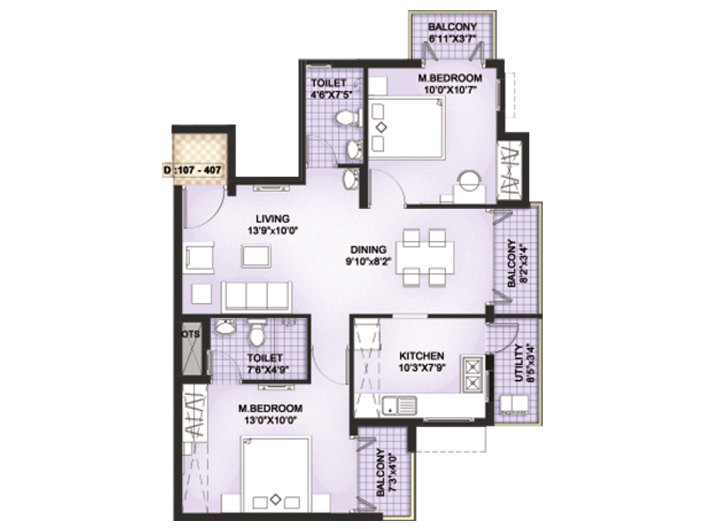 BALCONY
6'11"X3'7"
TOILET
4'6"X7'5"
M.BEDROOM
10'0"X10'7"
D :107 - 407
LIVING
13'9"x10'0"
DINING
9'10"x8'2"
BALCONY
8'2"x3'4"
OTS
TOILET
7'6"X4'9"
KITCHEN
10'3"X7'9"
UTILITY
8'5"x3'4"
M.BEDROOM
13'0"X10'0"
BALCONY
7'3"x4'0"